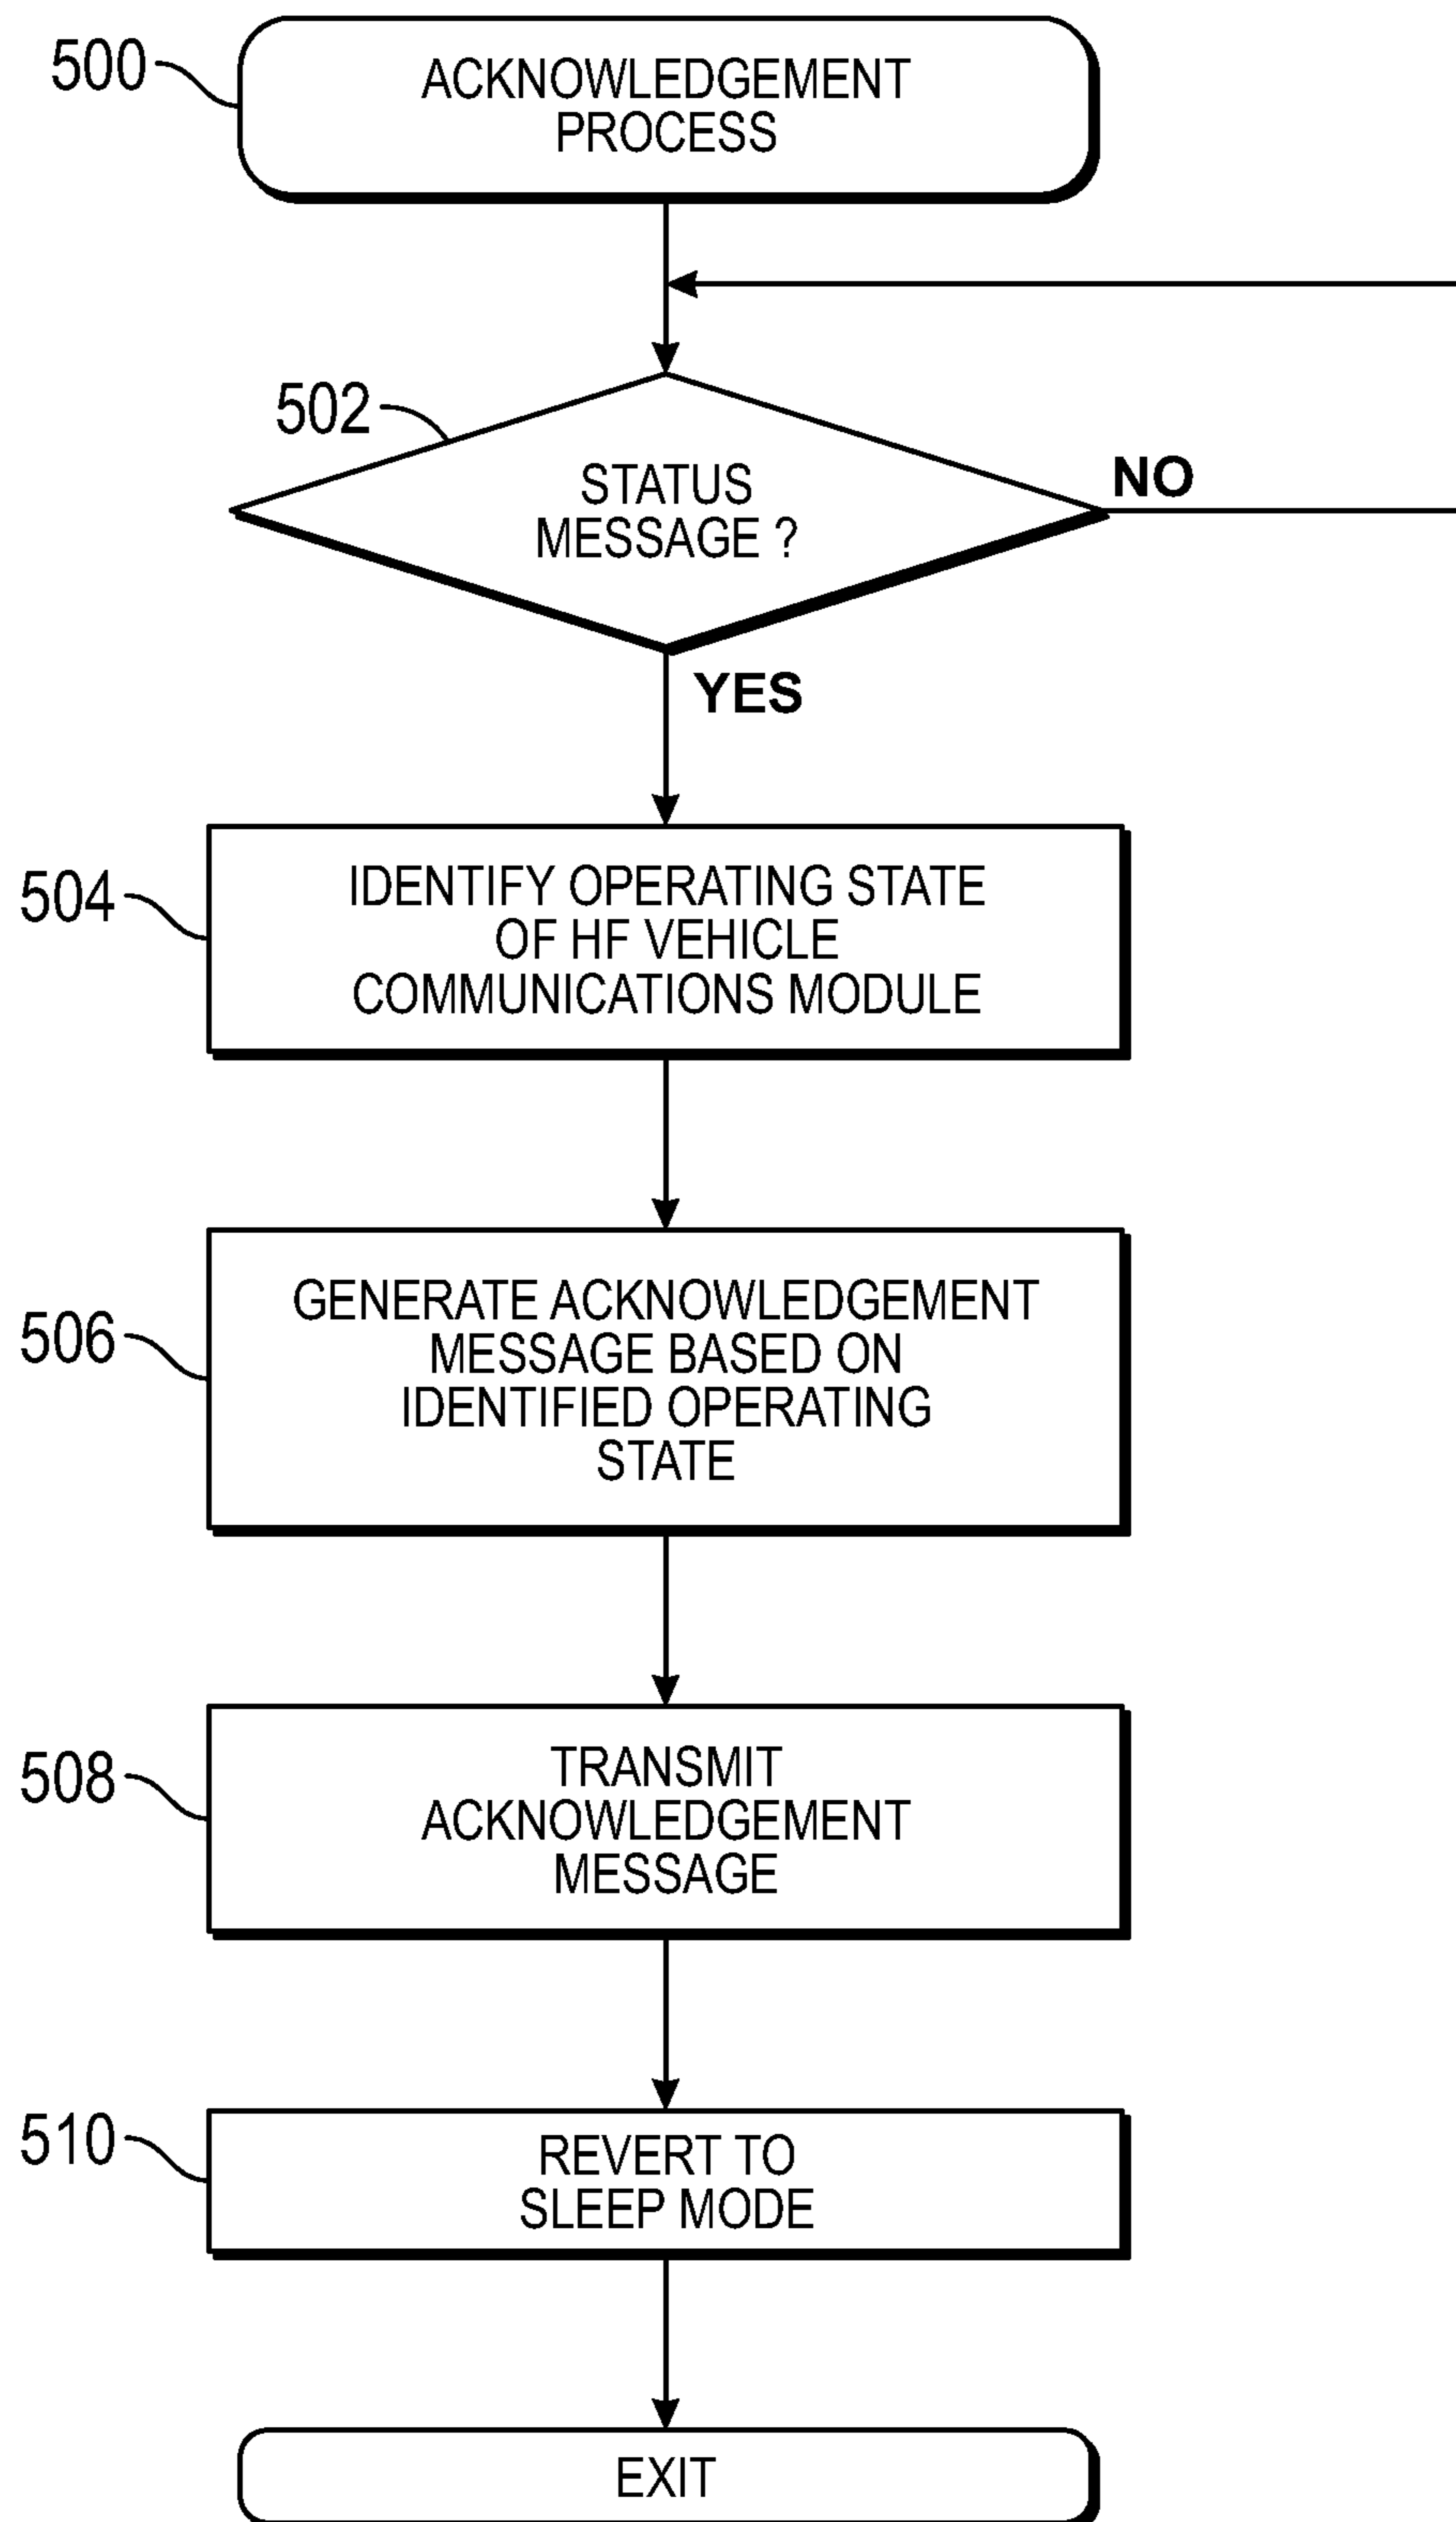 500
ACKNOWLEDGEMENT
PROCESS
502
STATUS
MESSAGE ?
NO
YES
504
IDENTIFY OPERATING STATE
OF HF VEHICLE
COMMUNICATIONS MODULE
506
GENERATE ACKNOWLEDGEMENT
MESSAGE BASED ON
IDENTIFIED OPERATING
STATE
508
TRANSMIT
ACKNOWLEDGEMENT
MESSAGE
510
REVERT TO
SLEEP MODE
EXIT